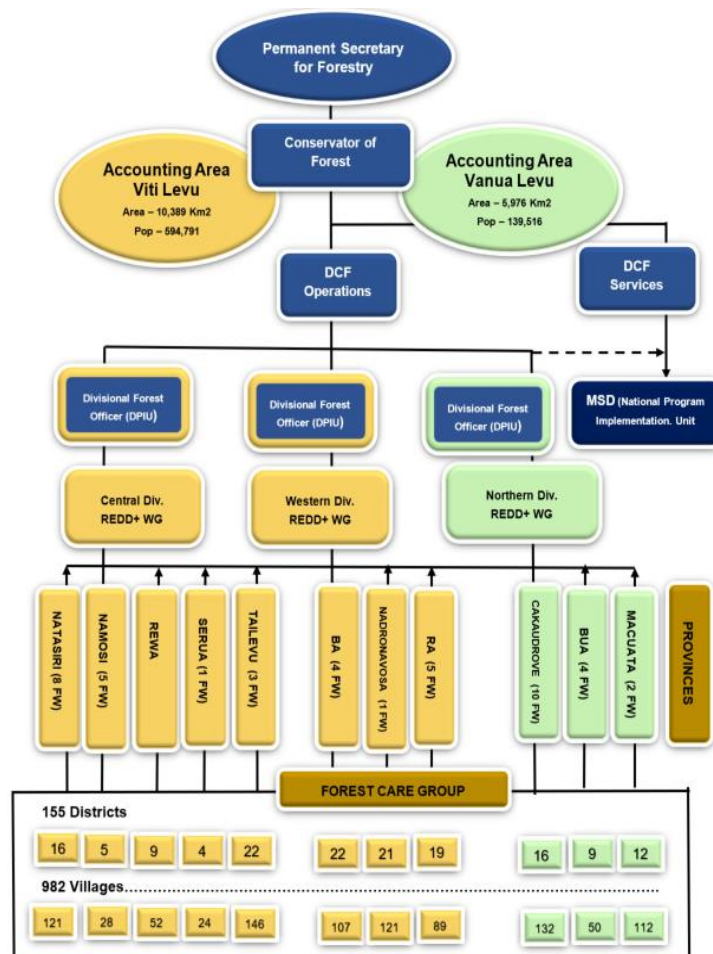 Permanent Secretary
for Forestry
Conservator of
Forest
Accounting Area
Viti Levu
Area – 10,389 Km2
Pop – 594,791
Accounting Area
Vanua Levu
Area – 5,976 Km2
Pop – 139,516
DCF
Operations
DCF
Services
Divisional Forest
Officer (DPIU)
Divisional Forest
Officer (DPIU)
Divisional Forest
Officer (DPIU)
MSD (National Program
Implementation. Unit
Central Div.
REDD+ WG
Western Div.
REDD+ WG
Northern Div.
REDD+ WG
NATASIRI (8 FW)
NAMOSI (5 FW)
REWA
SERUA (1 FW)
TAILEVU (3 FW)
BA (4 FW)
NADRONAVOSA (1 FW)
RA (5 FW)
CAKAUDROVE (10 FW)
BUA (4 FW)
MACUATA (2 FW)
PROVINCES
FOREST CARE GROUP
155 Districts
16 5 9 4 22 22 21 19 16 9 12
982 Villages
121 28 52 24 146 107 121 89 132 50 112